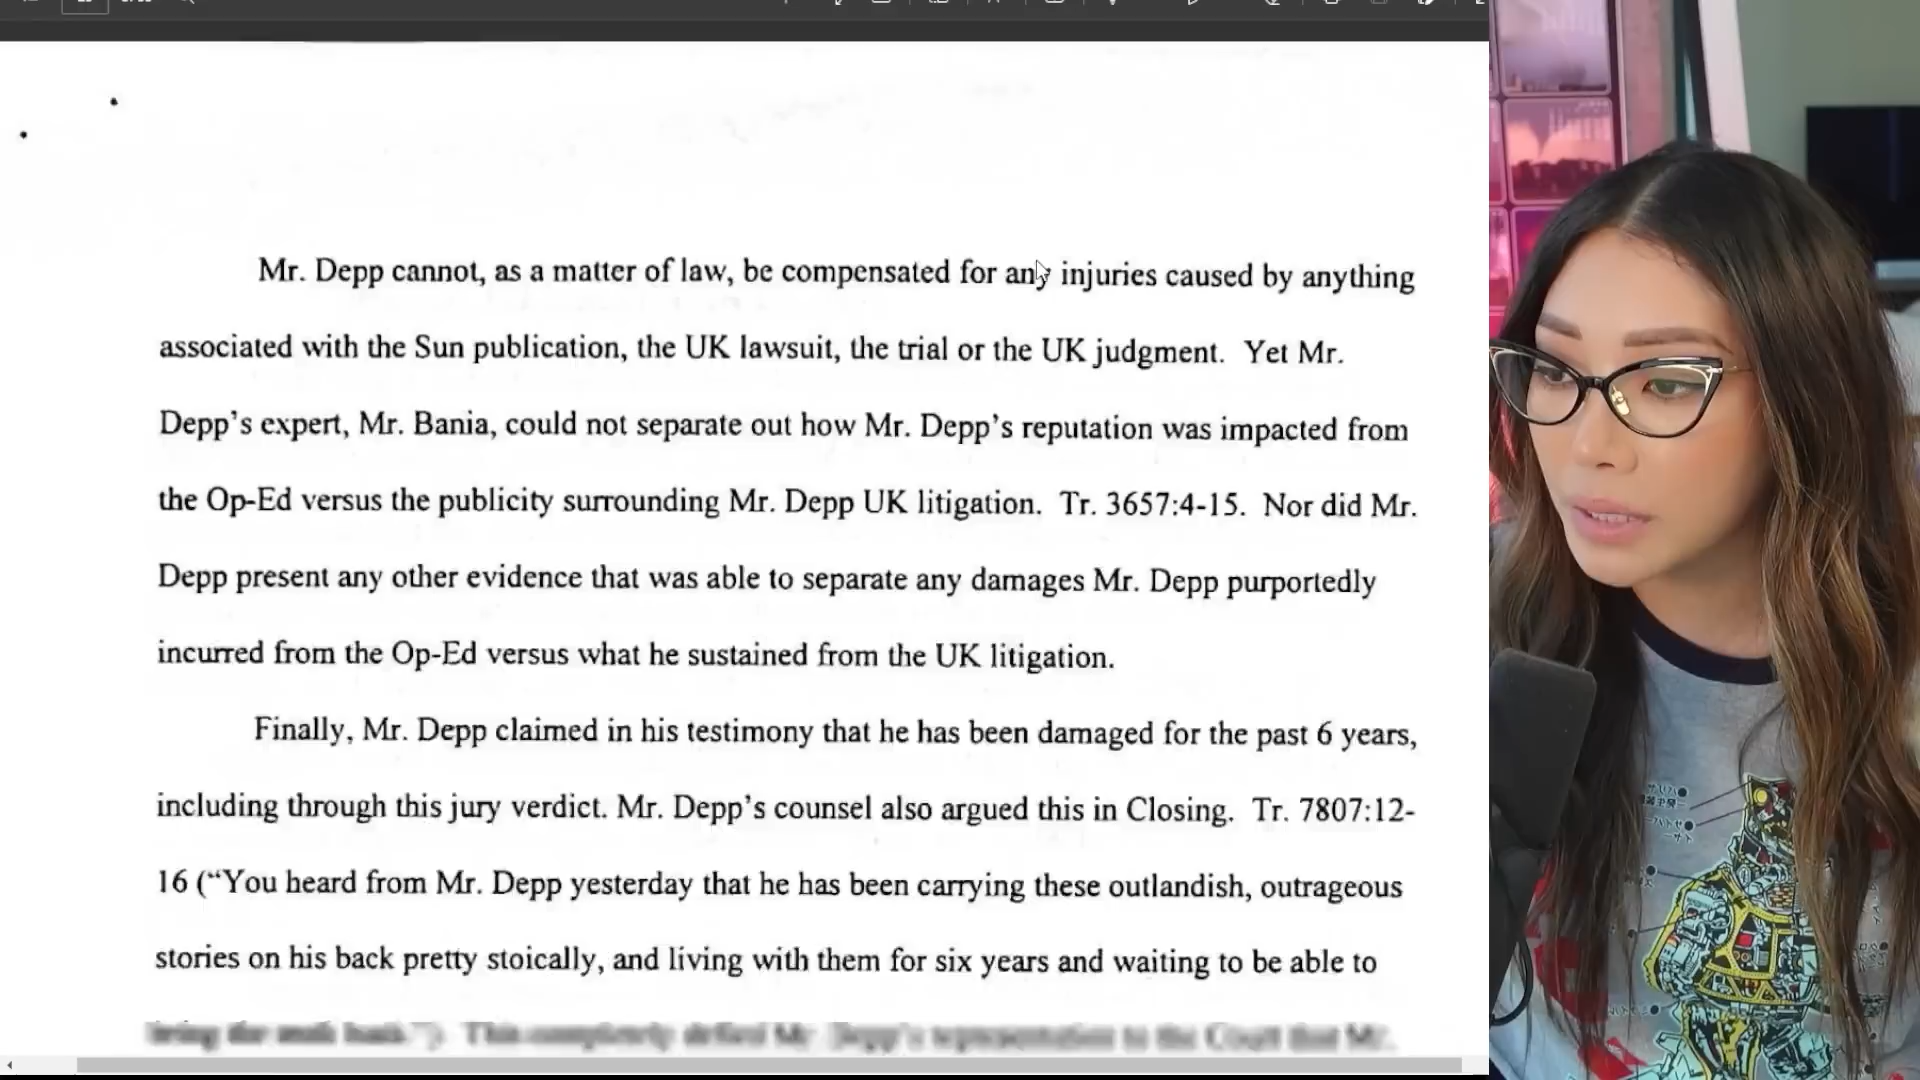 Mr. Depp cannot, as a matter of law, be compensated for any injuries caused by anything
associated with the Sun publication, the UK lawsuit, the trial or the UK judgment. Yet Mr.
Depp's expert, Mr. Bania, could not separate out how Mr. Depp's reputation was impacted from
the Op-Ed versus the publicity surrounding Mr. Depp UK litigation. Tr. 3657:4-15. Nor did Mr.
Depp present any other evidence that was able to separate any damages Mr. Depp purportedly
incurred from the Op-Ed versus what he sustained from the UK litigation.
Finally, Mr. Depp claimed in his testimony that he has been damaged for the past 6 years,
including through this jury verdict. Mr. Depp's counsel also argued this in Closing. Tr. 7807:12-
16 ("You heard from Mr. Depp yesterday that he has been carrying these outlandish, outrageous
stories on his back pretty stoically, and living with them for six years and waiting to be able to